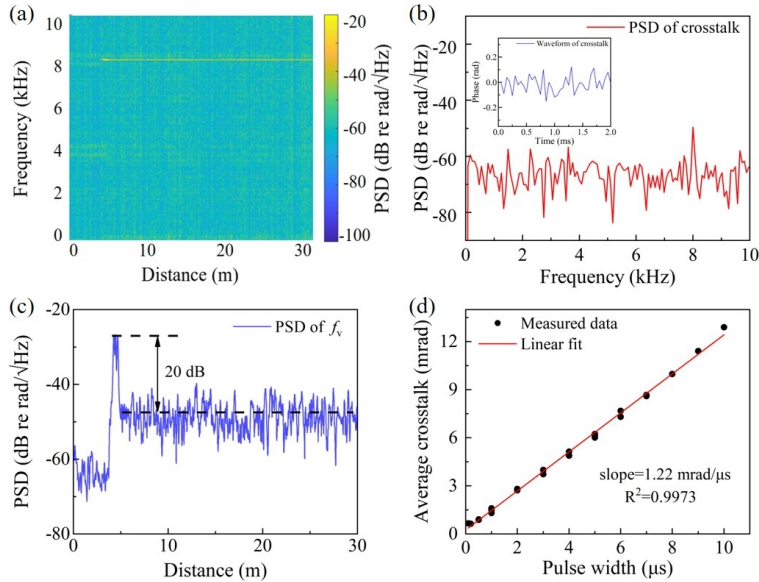 (a)
10
8
6
4
2
0
Frequency (kHz)
10 20 30
Distance (m)
-20
-40
-60
-80
-100
PSD (dB re rad/√Hz)
(b)
PSD of crosstalk
-20
-40
-60
-80
PSD (dB re rad/√Hz)
Waveform of crosstalk
0.2
0.0
-0.2
Phase (rad)
0.0 0.5 1.0 1.5 2.0
Time (ms)
0 2 4 6 8 10
Frequency (kHz)
(c)
PSD of fv
20 dB
-20
-40
-60
-80
PSD (dB re rad/√Hz)
0 10 20 30
Distance (m)
(d)
Measured data
Linear fit
12
9
6
3
0
Average crosstalk (mrad)
slope=1.22 mrad/μs
R²=0.9973
0 2 4 6 8 10
Pulse width (μs)